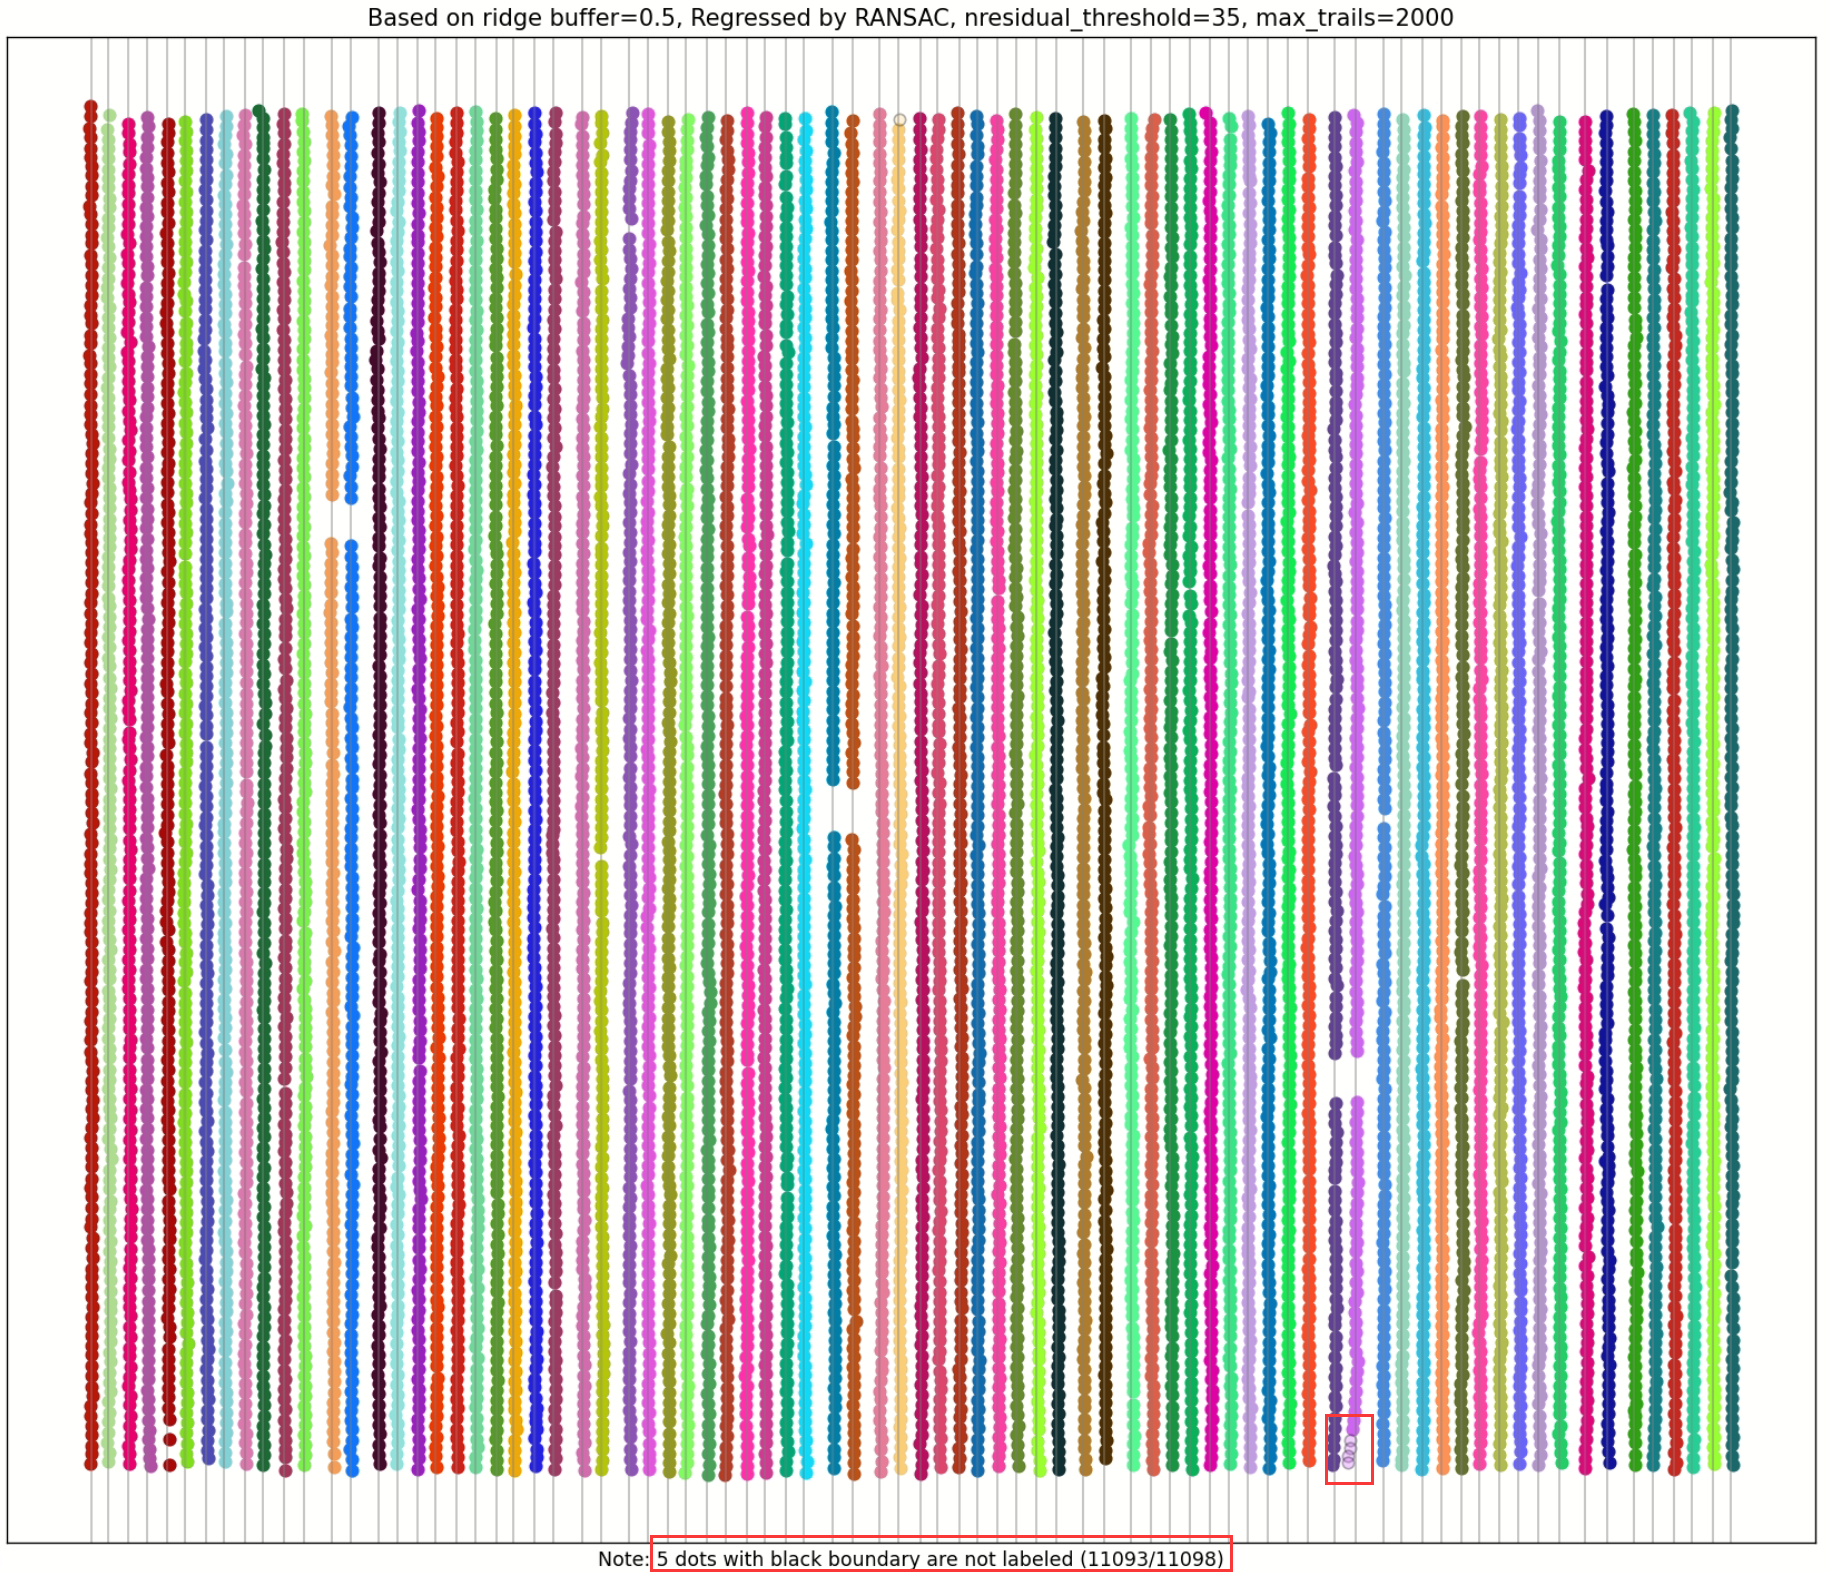 Based on ridge buffer=0.5, Regressed by RANSAC, nresidual_threshold=35, max_trails=2000
Note: 5 dots with black boundary are not labeled (11093/11098)